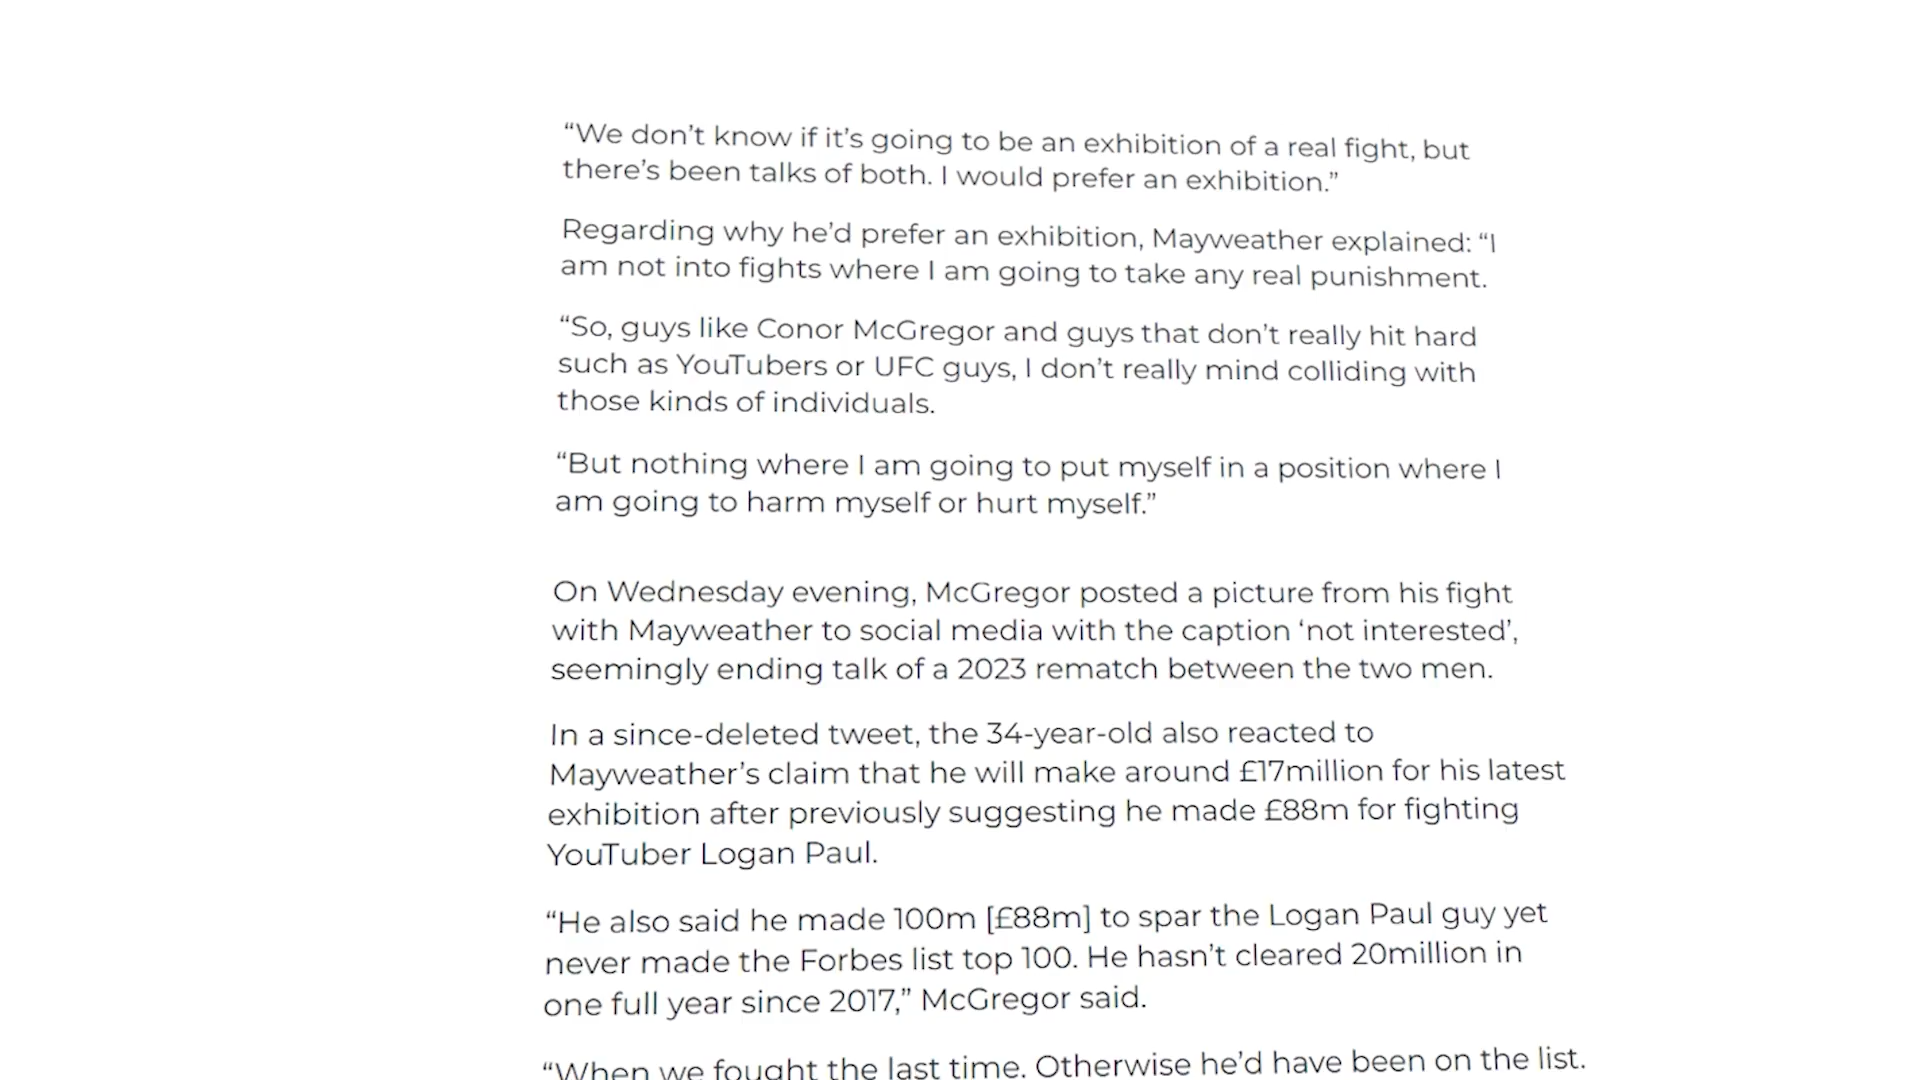 “We don’t know if it’s going to be an exhibition of a real fight, but
there’s been talks of both. I would prefer an exhibition.”
Regarding why he’d prefer an exhibition, Mayweather explained: “I
am not into fights where I am going to take any real punishment.
“So, guys like Conor McGregor and guys that don’t really hit hard
such as YouTubers or UFC guys, I don’t really mind colliding with
those kinds of individuals.
“But nothing where I am going to put myself in a position where I
am going to harm myself or hurt myself.”
On Wednesday evening, McGregor posted a picture from his fight
with Mayweather to social media with the caption ‘not interested’,
seemingly ending talk of a 2023 rematch between the two men.
In a since-deleted tweet, the 34-year-old also reacted to
Mayweather’s claim that he will make around £17million for his latest
exhibition after previously suggesting he made £88m for fighting
YouTuber Logan Paul.
“He also said he made 100m [£88m] to spar the Logan Paul guy yet
never made the Forbes list top 100. He hasn’t cleared 20million in
one full year since 2017,” McGregor said.
“When we fought the last time. Otherwise he’d have been on the list.